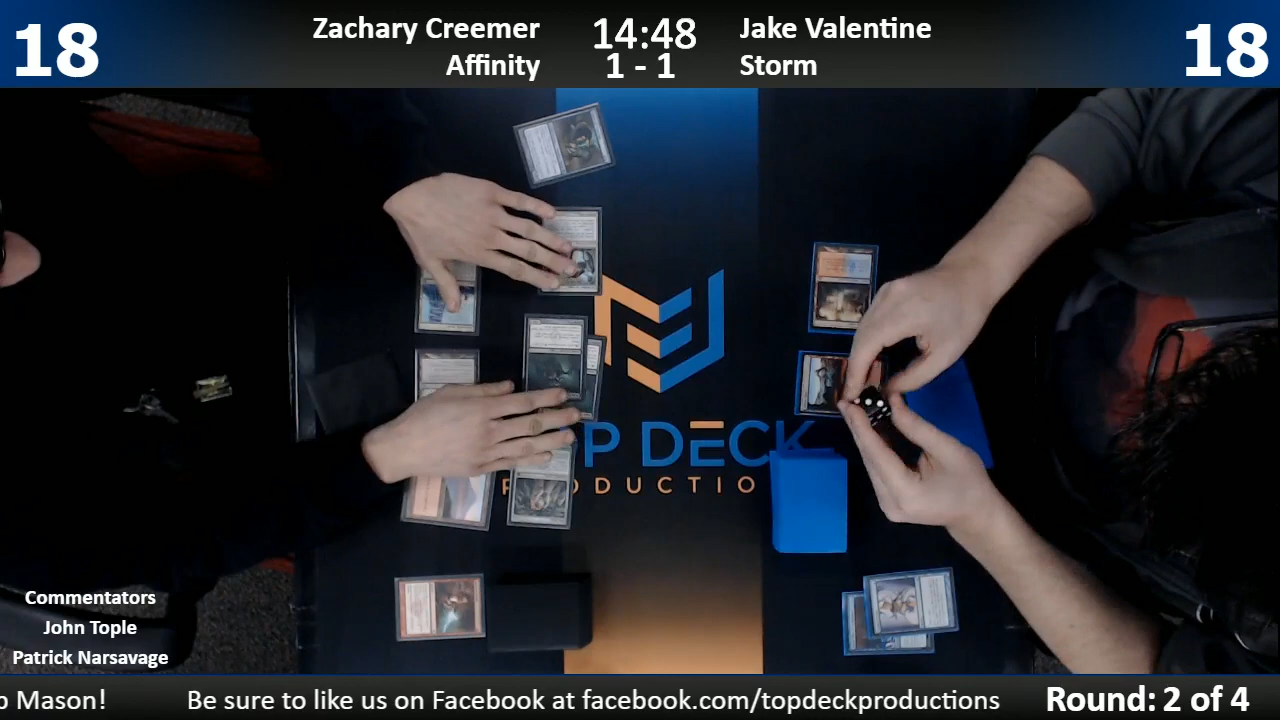 18
Zachary Creemer
Affinity
14:48
1 - 1
Jake Valentine
Storm
18
P DECK
RODUCTIO
Commentators
John Tople
Patrick Narsavage
o Mason!
Be sure to like us on Facebook at facebook.com/topdeckproductions
Round: 2 of 4